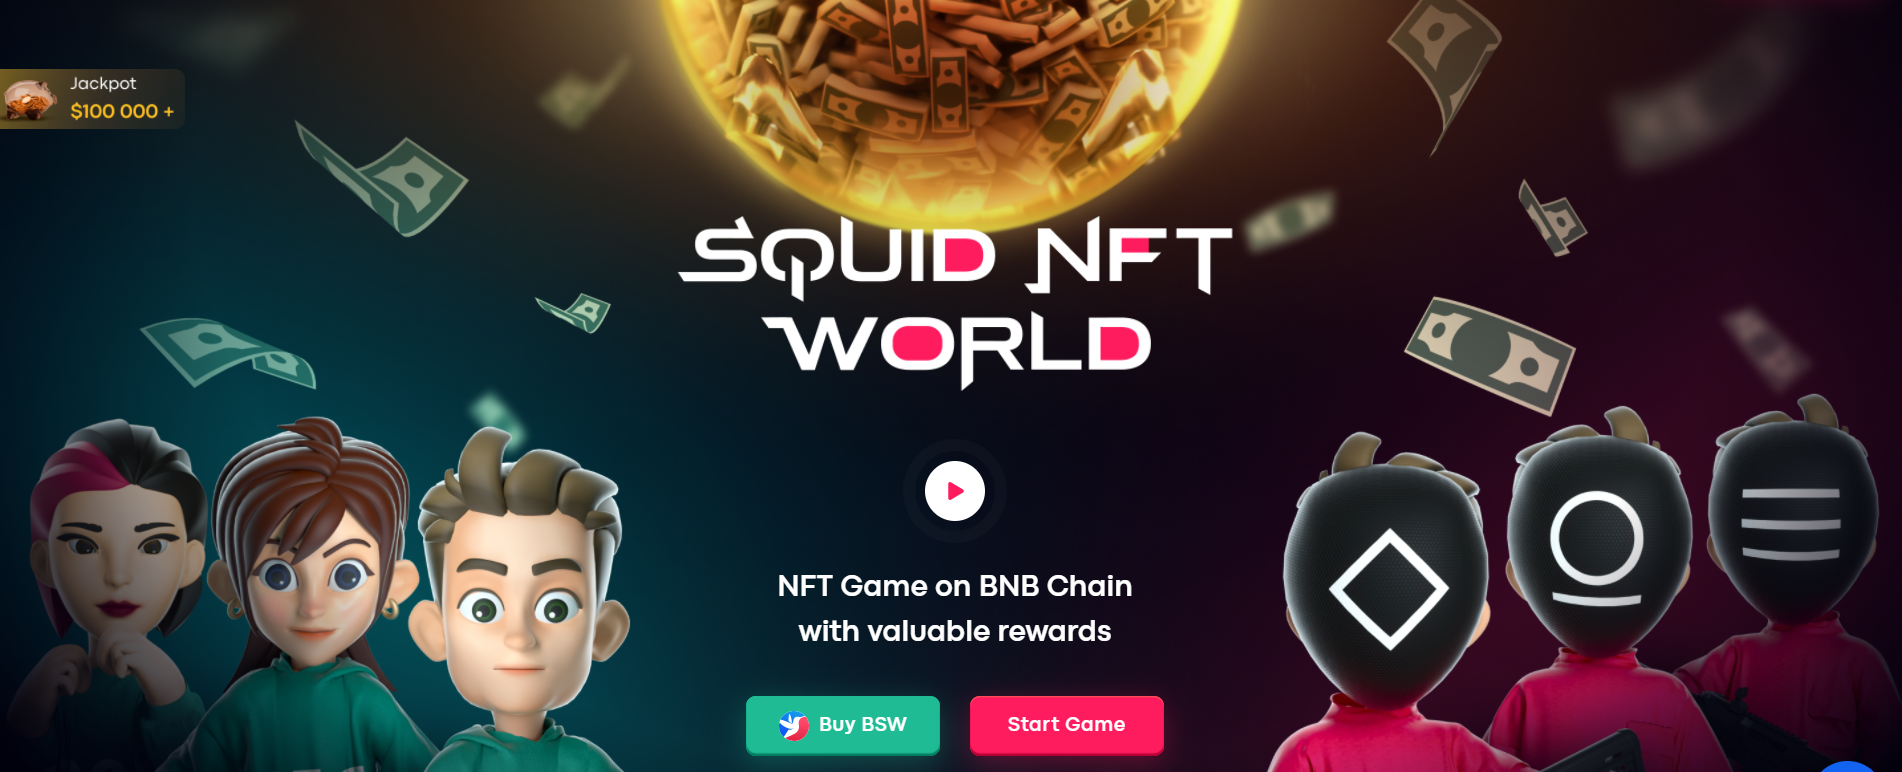 Jackpot
$100 000 +
SQUID NFT
WORLD
NFT Game on BNB Chain
with valuable rewards
Buy BSW
Start Game